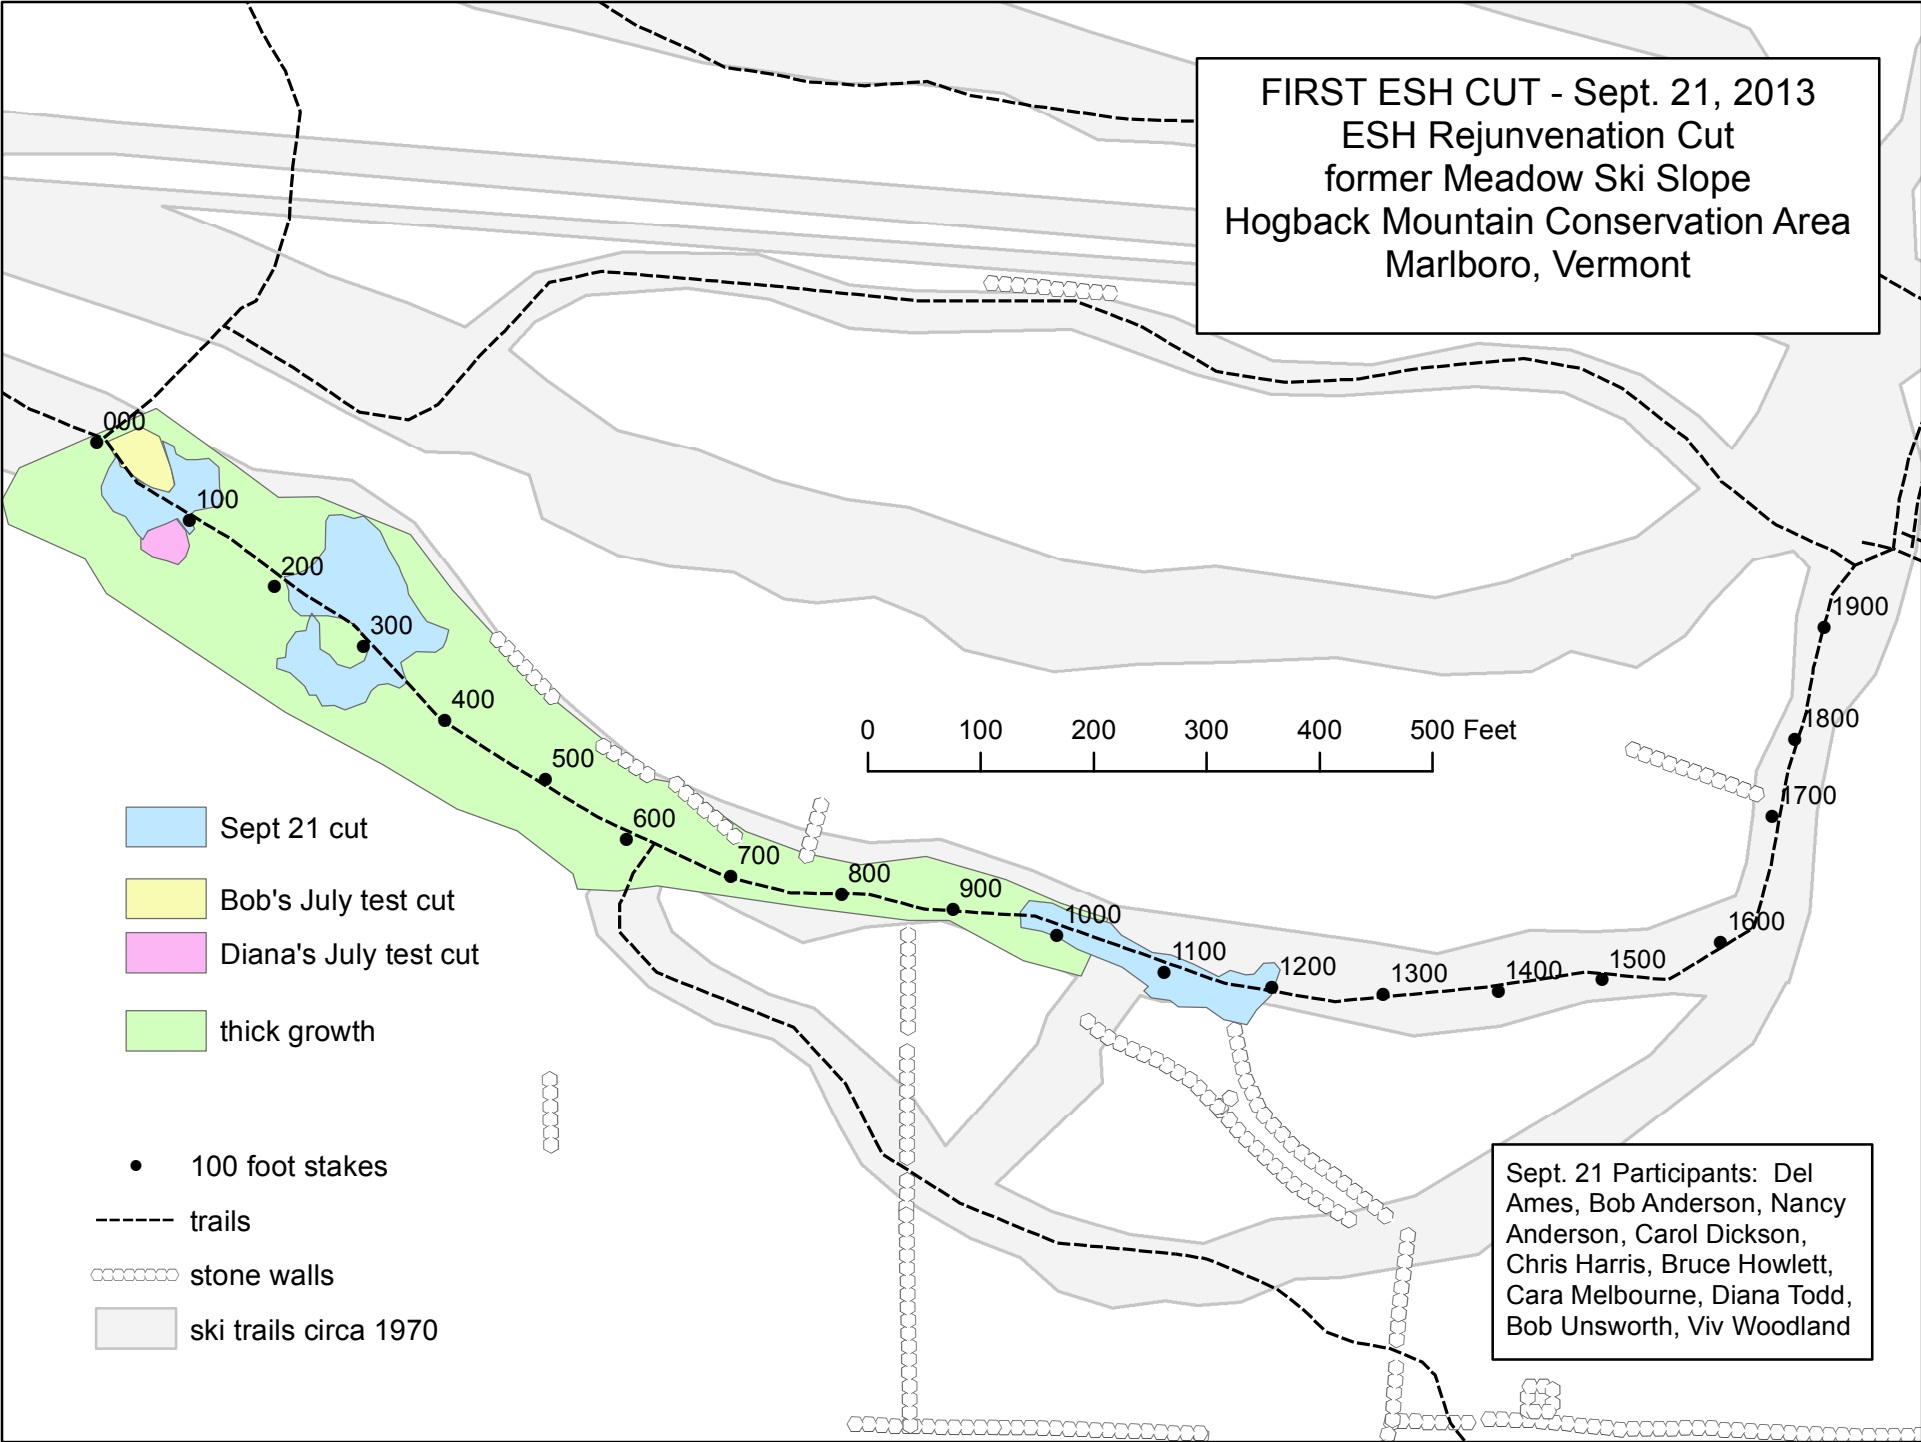 FIRST ESH CUT - Sept. 21, 2013
ESH Rejunvenation Cut
former Meadow Ski Slope
Hogback Mountain Conservation Area
Marlboro, Vermont
000
100
200
300
400
500
600
700
800
900
1000
1100
1200
1300
1400
1500
1600
1700
1800
1900
0 100 200 300 400 500 Feet
Sept 21 cut
Bob's July test cut
Diana's July test cut
thick growth
100 foot stakes
trails
stone walls
ski trails circa 1970
Sept. 21 Participants: Del
Ames, Bob Anderson, Nancy
Anderson, Carol Dickson,
Chris Harris, Bruce Howlett,
Cara Melbourne, Diana Todd,
Bob Unsworth, Viv Woodland